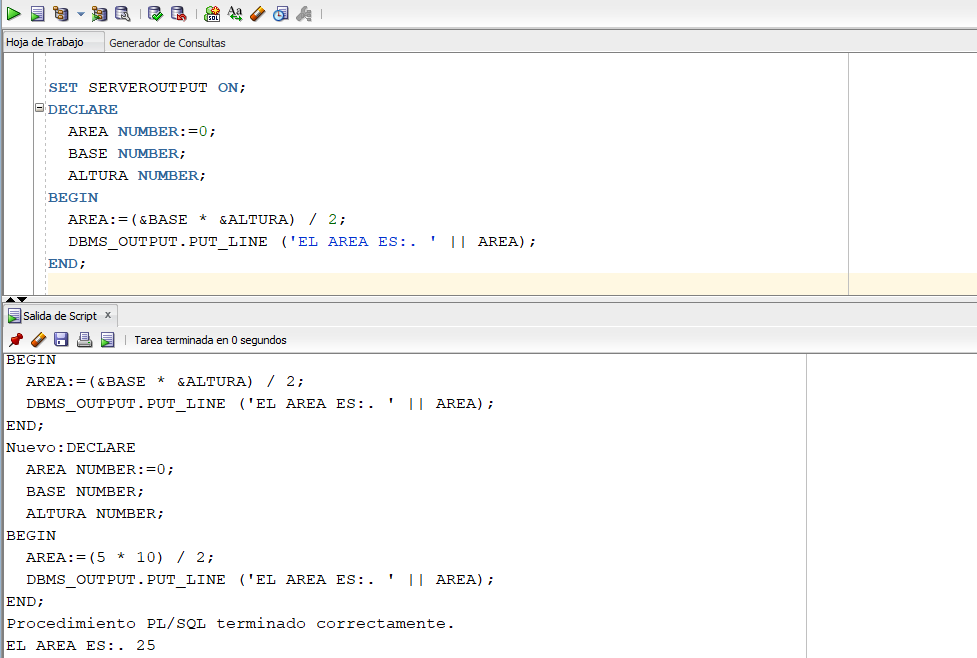 SQL
Aa
Hoja de Trabajo Generador de Consultas
SET SERVEROUTPUT ON;
DECLARE
  AREA NUMBER:=0;
  BASE NUMBER;
  ALTURA NUMBER;
BEGIN
  AREA:=(&BASE * &ALTURA) / 2;
  DBMS_OUTPUT.PUT_LINE ('EL AREA ES:. ' || AREA);
END;
Salida de Script x
Tarea terminada en 0 segundos
BEGIN
  AREA:=(&BASE * &ALTURA) / 2;
  DBMS_OUTPUT.PUT_LINE ('EL AREA ES:. ' || AREA);
END;
Nuevo:DECLARE
  AREA NUMBER:=0;
  BASE NUMBER;
  ALTURA NUMBER;
BEGIN
  AREA:=(5 * 10) / 2;
  DBMS_OUTPUT.PUT_LINE ('EL AREA ES:. ' || AREA);
END;
Procedimiento PL/SQL terminado correctamente.
EL AREA ES:. 25